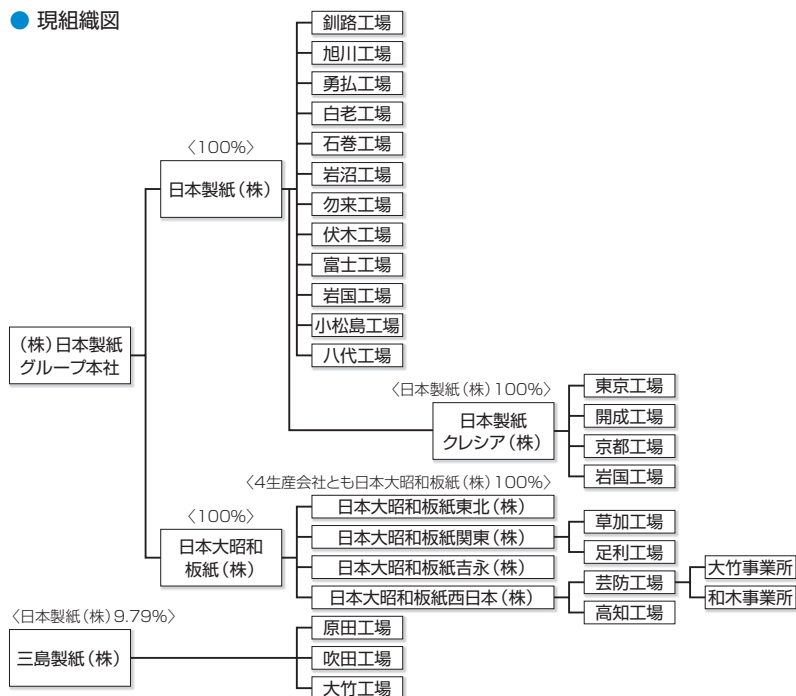 ● 現組織図
(株)日本製紙
グループ本社
〈100%〉
日本製紙(株)
釧路工場
旭川工場
勇払工場
白老工場
石巻工場
岩沼工場
勿来工場
伏木工場
富士工場
岩国工場
小松島工場
八代工場
〈日本製紙(株)100%〉
日本製紙
クレシア(株)
東京工場
開成工場
京都工場
岩国工場
〈100%〉
日本大昭和
板紙(株)
〈4生産会社とも日本大昭和板紙(株)100%〉
日本大昭和板紙東北(株)
日本大昭和板紙関東(株)
草加工場
足利工場
日本大昭和板紙吉永(株)
日本大昭和板紙西日本(株)
芸防工場
大竹事業所
和木事業所
高知工場
〈日本製紙(株)9.79%〉
三島製紙(株)
原田工場
吹田工場
大竹工場